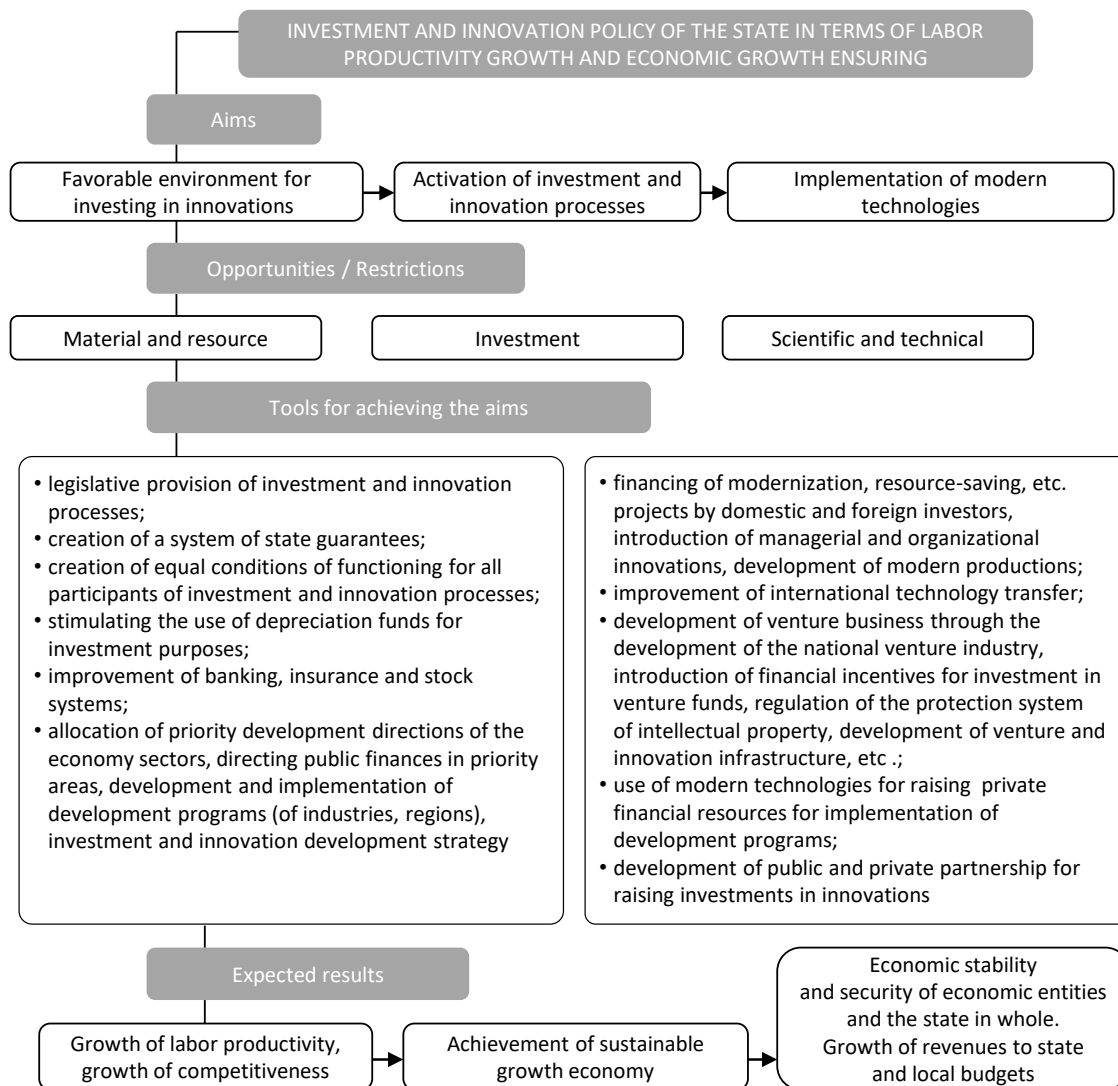 INVESTMENT AND INNOVATION POLICY OF THE STATE IN TERMS OF LABOR
PRODUCTIVITY GROWTH AND ECONOMIC GROWTH ENSURING
Aims
Favorable environment for
investing in innovations
Activation of investment and
innovation processes
Implementation of modern
technologies
Opportunities / Restrictions
Material and resource
Investment
Scientific and technical
Tools for achieving the aims
• legislative provision of investment and innovation
processes;
• creation of a system of state guarantees;
• creation of equal conditions of functioning for all
participants of investment and innovation processes;
• stimulating the use of depreciation funds for
investment purposes;
• improvement of banking, insurance and stock
systems;
• allocation of priority development directions of the
economy sectors, directing public finances in priority
areas, development and implementation of
development programs (of industries, regions),
investment and innovation development strategy
• financing of modernization, resource-saving, etc.
projects by domestic and foreign investors,
introduction of managerial and organizational
innovations, development of modern productions;
• improvement of international technology transfer;
• development of venture business through the
development of the national venture industry,
introduction of financial incentives for investment in
venture funds, regulation of the protection system
of intellectual property, development of venture and
innovation infrastructure, etc .;
• use of modern technologies for raising private
financial resources for implementation of
development programs;
• development of public and private partnership for
raising investments in innovations
Expected results
Growth of labor productivity,
growth of competitiveness
Achievement of sustainable
growth economy
Economic stability
and security of economic entities
and the state in whole.
Growth of revenues to state
and local budgets